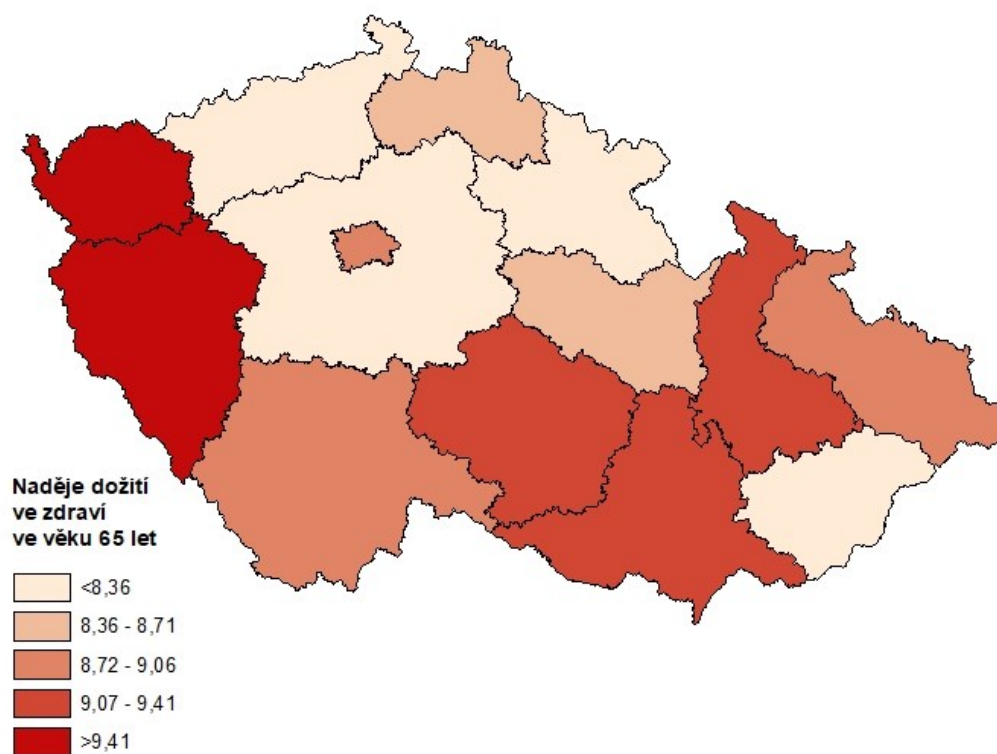 Naděje dožití
ve zdraví
ve věku 65 let
<8,36
8,36 - 8,71
8,72 - 9,06
9,07 - 9,41
>9,41